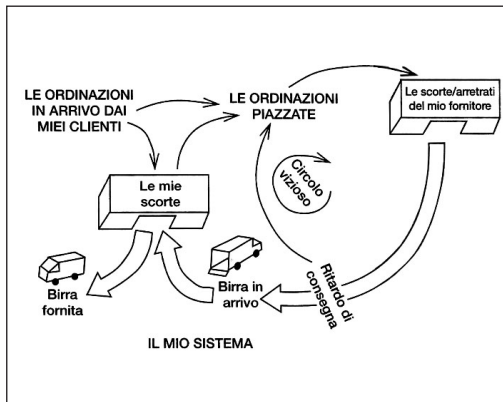 LE ORDINAZIONI
IN ARRIVO DAI
MIEI CLIENTI
LE ORDINAZIONI
PIAZZATE
Le scorte/arretrati
del mio fornitore
Circolo
vizioso
Le mie
scorte
Birra
fornita
Birra in
arrivo
Ritardo di
consegna
IL MIO SISTEMA